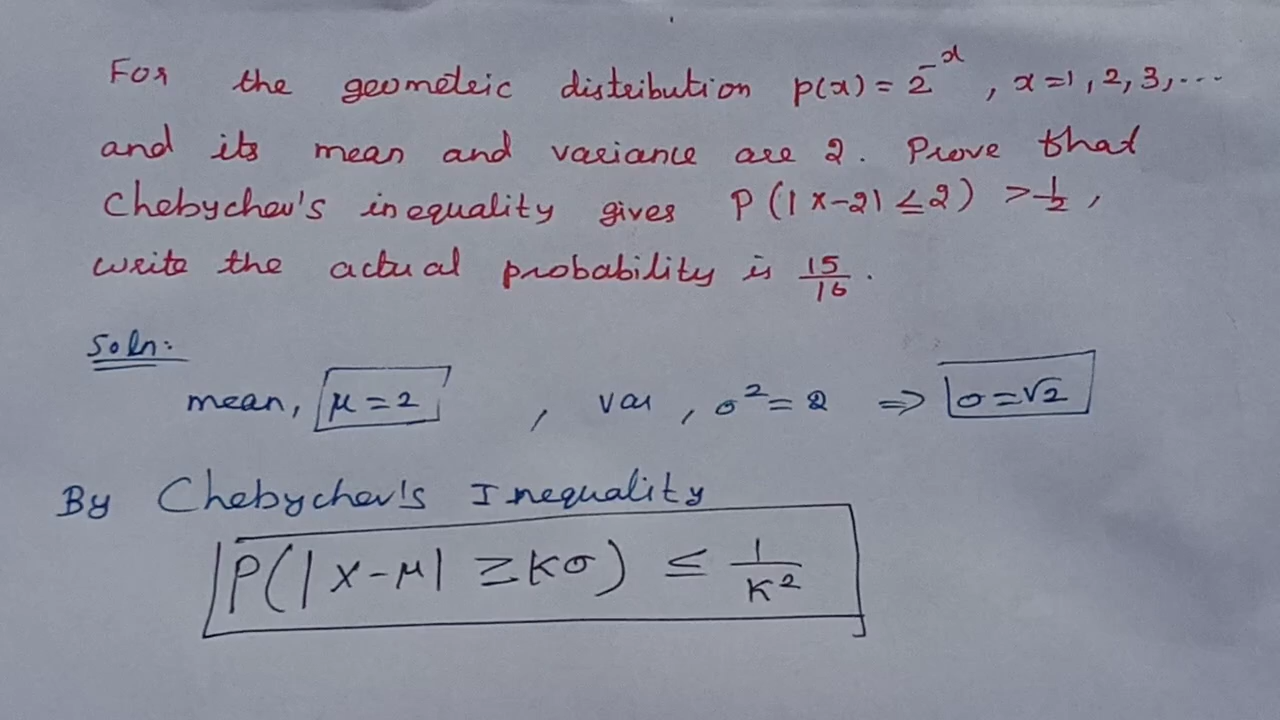 For the geometric distribution p(x) = 2^-x, x=1, 2, 3, ...
and its mean and variance are 2. Prove that
Chebychev's inequality gives P(|X-2| ≤ 2) > 1/2,
write the actual probability is 15/16.
Soln:
mean, μ=2, var, σ²=2 ⇒ σ=√2
By Chebychev's Inequality
P(|X-μ| ≥ Kσ) ≤ 1/K²